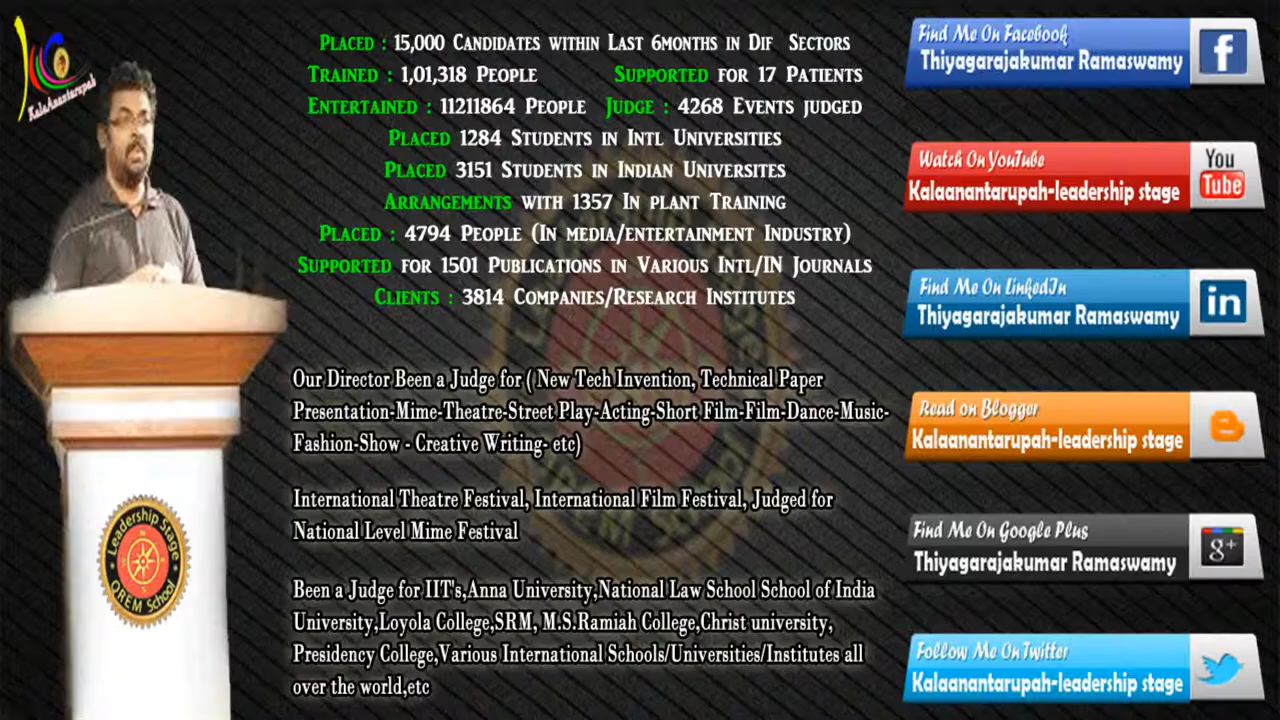 KalaAnantarupah
Placed : 15,000 Candidates within Last 6months in Dif Sectors
Trained : 1,01,318 People Supported for 17 Patients
Entertained : 11211864 People Judge : 4268 Events judged
Placed 1284 Students in Intl Universities
Placed 3151 Students in Indian Universites
Arrangements with 1357 In plant Training
Placed : 4794 People (In media/entertainment Industry)
Supported for 1501 Publications in Various Intl/IN Journals
Clients : 3814 Companies/Research Institutes
Our Director Been a Judge for ( New Tech Invention, Technical Paper
Presentation-Mime-Theatre-Street Play-Acting-Short Film-Film-Dance-Music-
Fashion-Show - Creative Writing- etc)
International Theatre Festival, International Film Festival, Judged for
National Level Mime Festival
Been a Judge for IIT's,Anna University,National Law School School of India
University,Loyola College,SRM, M.S.Ramiah College,Christ university,
Presidency College,Various International Schools/Universities/Institutes all
over the world,etc
Leadership Stage
QREM School
Find Me On Facebook
Thiyagarajakumar Ramaswamy
f
Watch On YouTube
Kalaanantarupah-leadership stage
You
Tube
Find Me On LinkedIn
Thiyagarajakumar Ramaswamy
in
Read on Blogger
Kalaanantarupah-leadership stage
Find Me On Google Plus
Thiyagarajakumar Ramaswamy
g+
Follow Me On Twitter
Kalaanantarupah-leadership stage